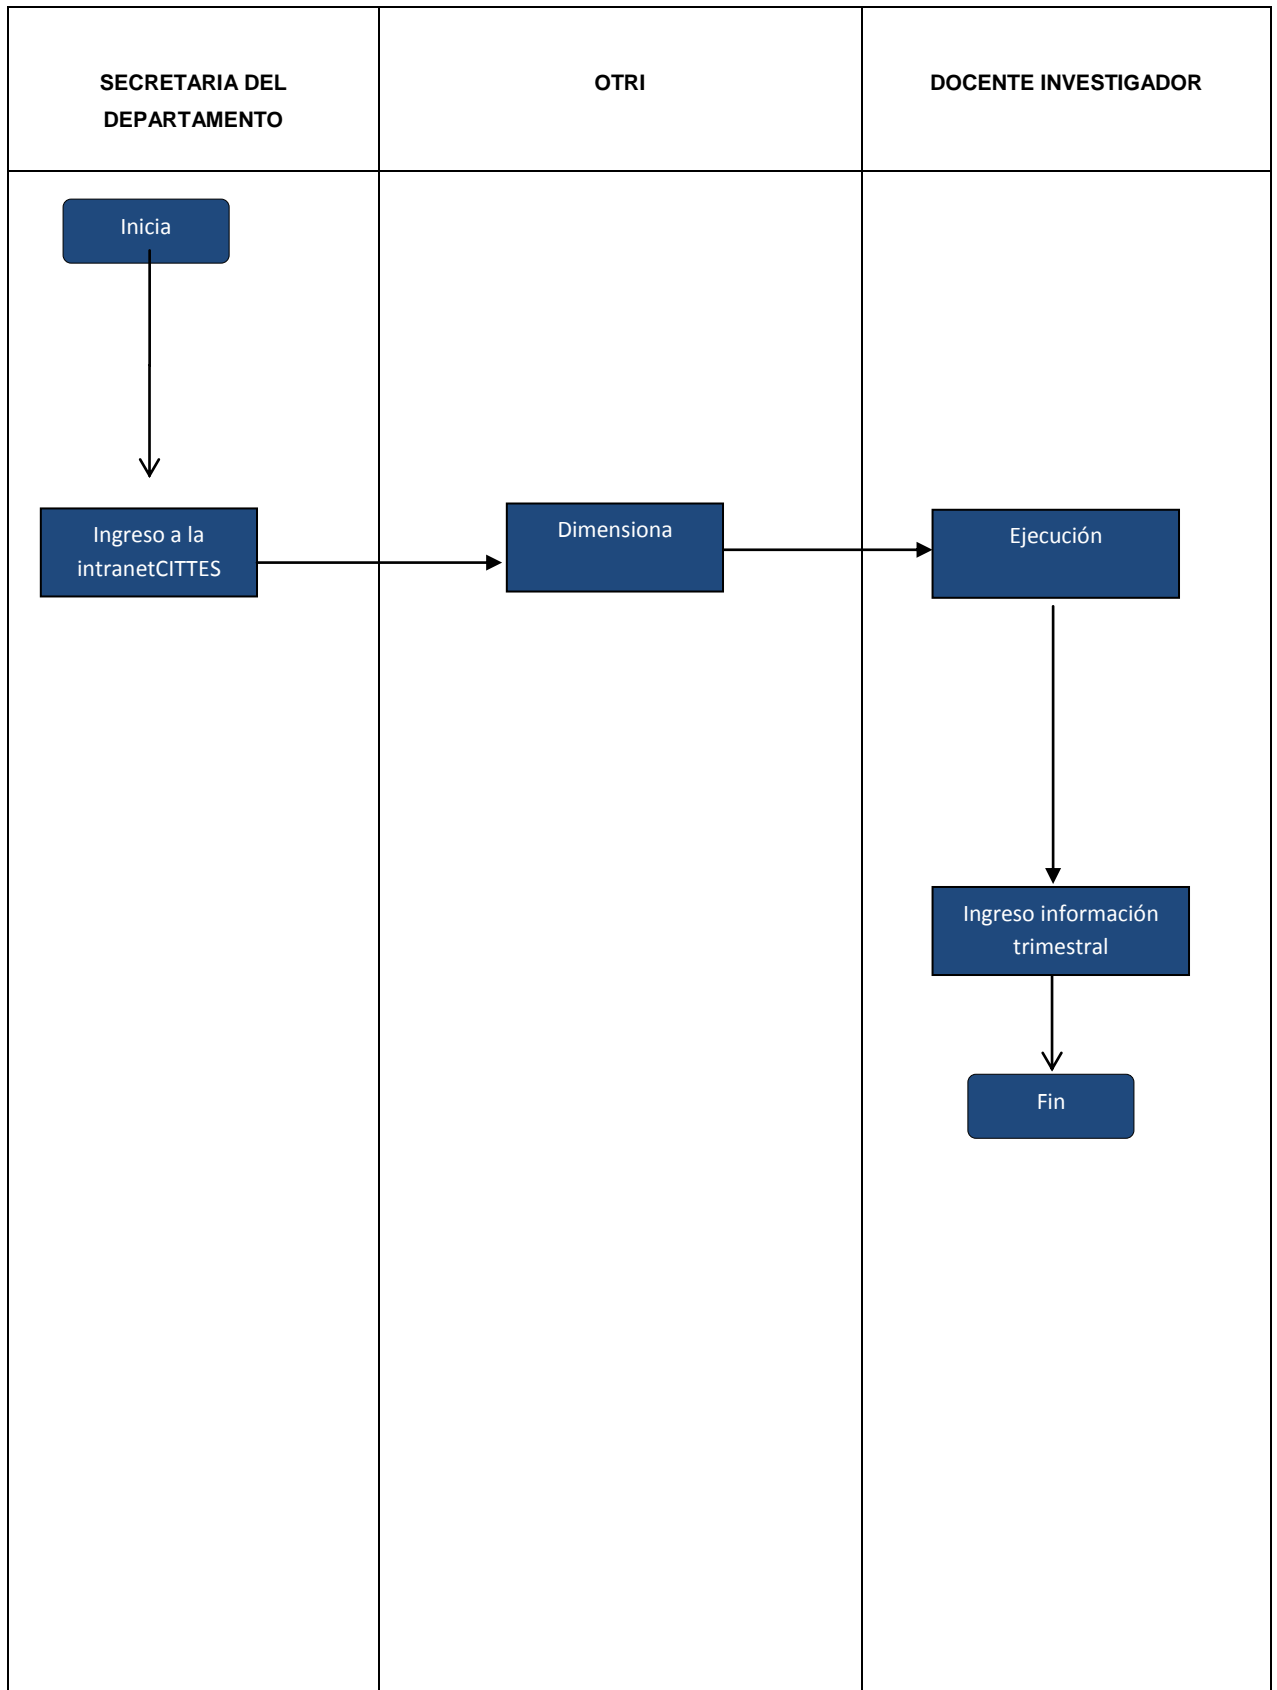 SECRETARIA DEL
DEPARTAMENTO
OTRI
DOCENTE INVESTIGADOR
Inicia
Ingreso a la
intranetCITTES
Dimensiona
Ejecución
Ingreso información
trimestral
Fin